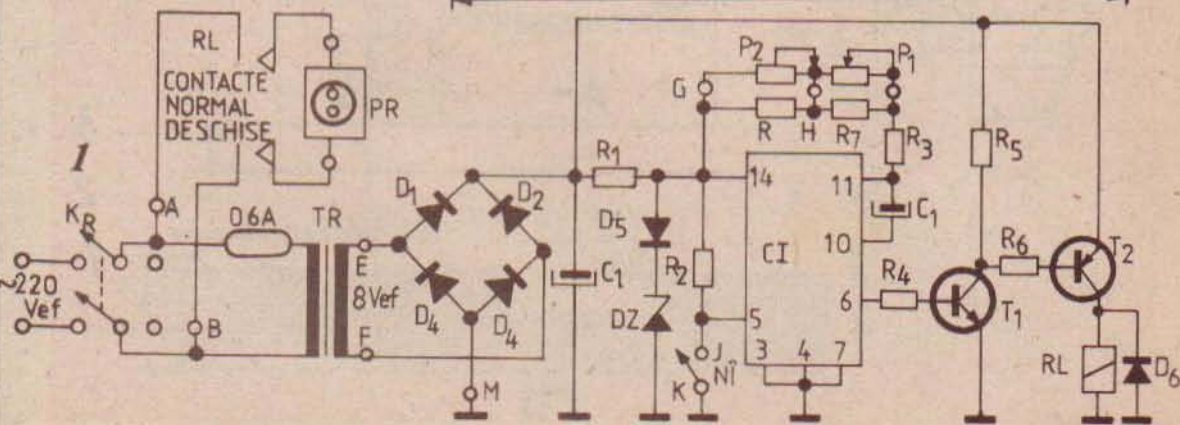 RL
CONTACTE
NORMAL
DESCHISE
PR
1
KR
A
0.6A
TR
~220
Vef
B
E
8Vef
F
D1
D2
D4
D4
M
C1
R1
D5
DZ
R2
J
NÎ
K
G
P2
P1
R
H
R7
R3
14
11
C1
CI
10
5
6
3
4
7
R4
R5
R6
T1
T2
RL
D6